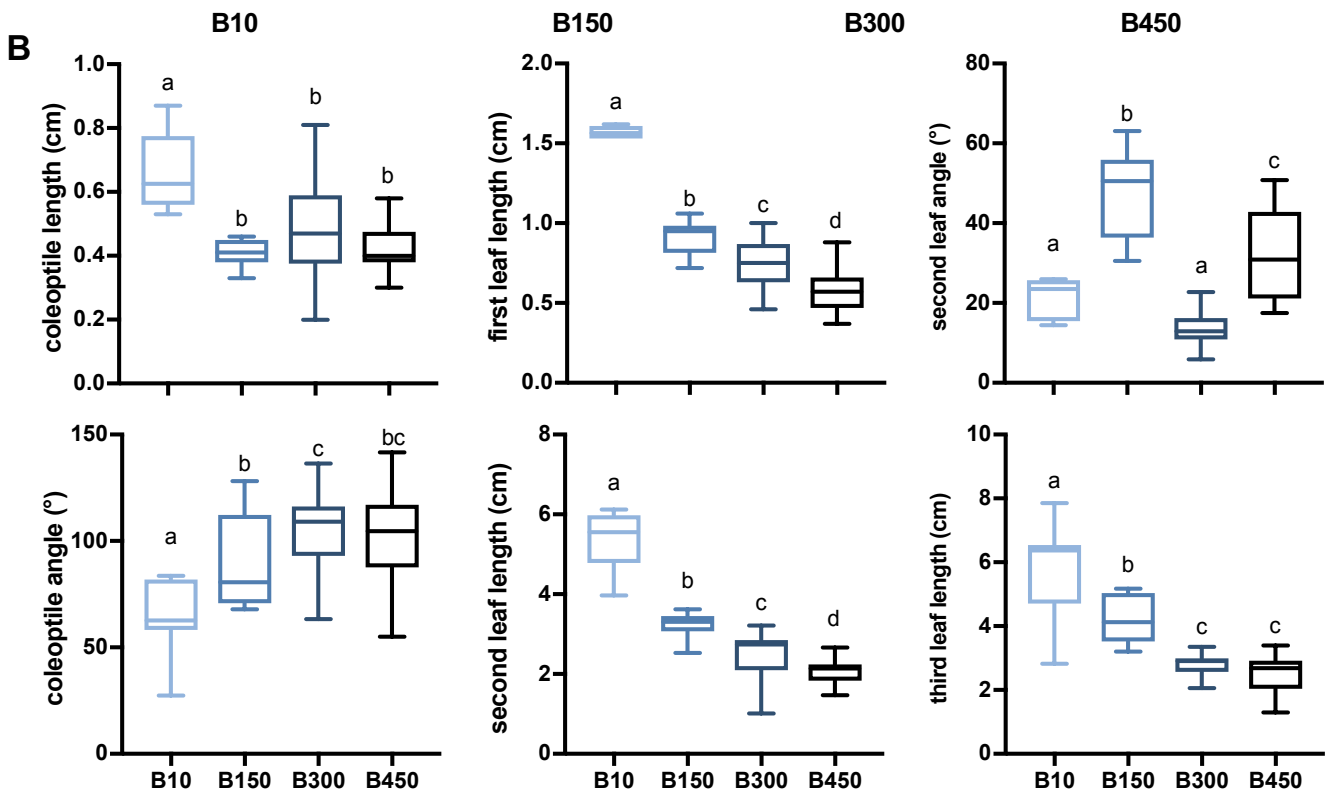 B10 B150 B300 B450
B
coleoptile length (cm)
1.0
0.8
0.6
0.4
0.2
0.0
a b b b
first leaf length (cm)
2.0
1.5
1.0
0.5
0.0
a b c d
second leaf angle (°)
80
60
40
20
0
a b a c
coleoptile angle (°)
150
100
50
0
a b c bc
B10 B150 B300 B450
second leaf length (cm)
8
6
4
2
0
a b c d
B10 B150 B300 B450
third leaf length (cm)
10
8
6
4
2
0
a b c c
B10 B150 B300 B450